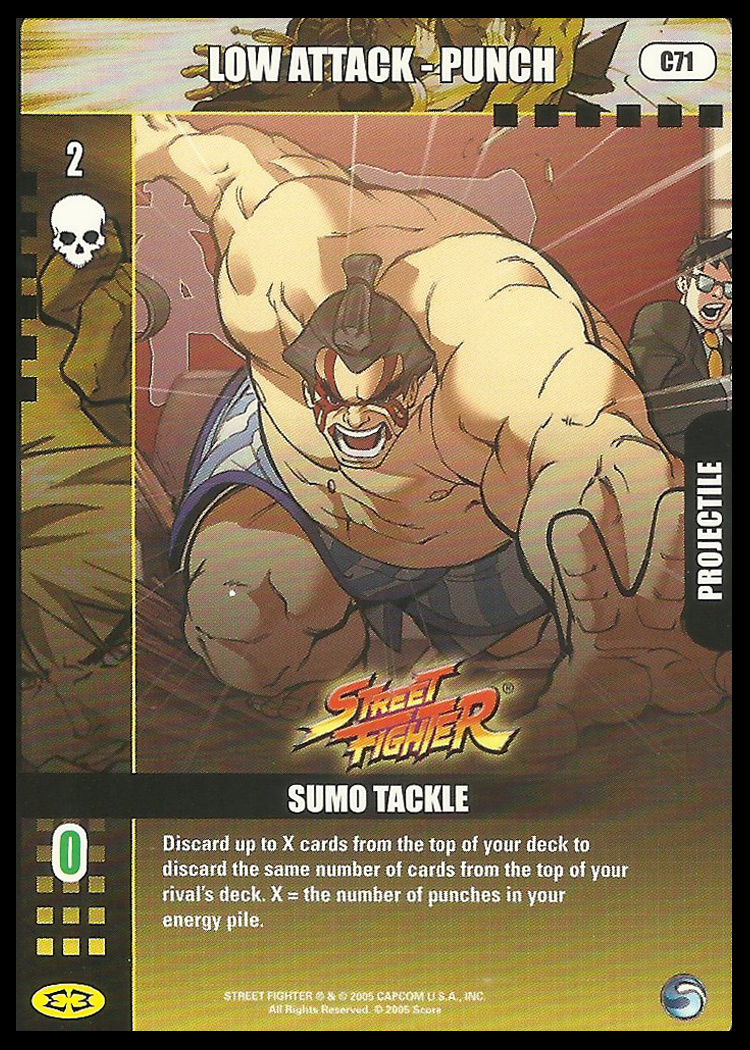 LOW ATTACK - PUNCH
C71
2
PROJECTILE
STREET
FIGHTER®
SUMO TACKLE
0
Discard up to X cards from the top of your deck to
discard the same number of cards from the top of your
rival's deck. X = the number of punches in your
energy pile.
STREET FIGHTER ® & © 2005 CAPCOM U.S.A., INC.
All Rights Reserved. © 2005 Score